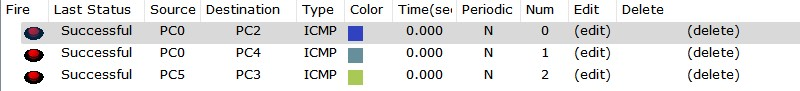 Fire Last Status Source Destination Type Color Time(sec Periodic Num Edit Delete
Successful PC0 PC2 ICMP 0.000 N 0 (edit) (delete)
Successful PC0 PC4 ICMP 0.000 N 1 (edit) (delete)
Successful PC5 PC3 ICMP 0.000 N 2 (edit) (delete)